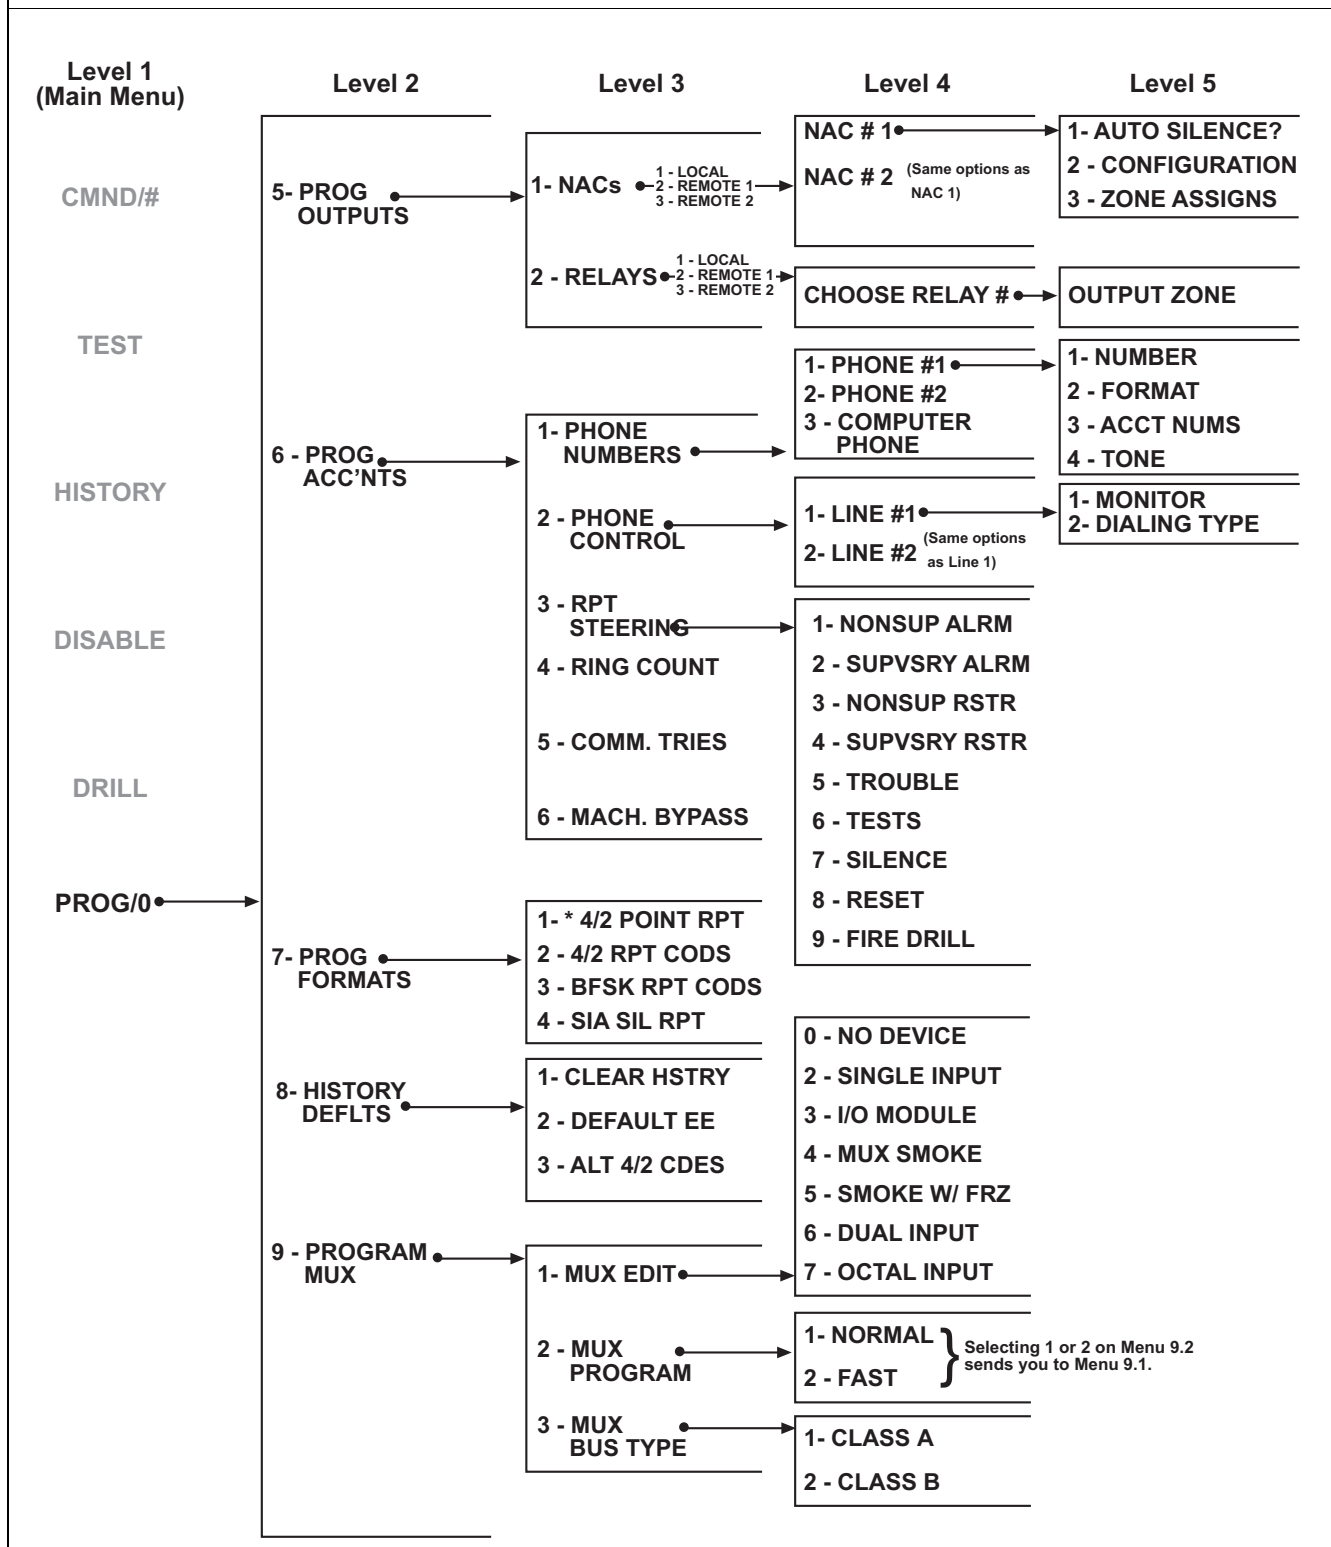 Level 1
(Main Menu)
Level 2
Level 3
Level 4
Level 5
CMND/#
TEST
HISTORY
DISABLE
DRILL
PROG/0
5- PROG
OUTPUTS
6 - PROG
ACC'NTS
7- PROG
FORMATS
8- HISTORY
DEFLTS
9 - PROGRAM
MUX
1- NACs
1 - LOCAL
2 - REMOTE 1
3 - REMOTE 2
2 - RELAYS
1 - LOCAL
2 - REMOTE 1
3 - REMOTE 2
1- PHONE
NUMBERS
2 - PHONE
CONTROL
3 - RPT
STEERING
4 - RING COUNT
5 - COMM. TRIES
6 - MACH. BYPASS
1- * 4/2 POINT RPT
2 - 4/2 RPT CODS
3 - BFSK RPT CODS
4 - SIA SIL RPT
1- CLEAR HSTRY
2 - DEFAULT EE
3 - ALT 4/2 CDES
1- MUX EDIT
2 - MUX
PROGRAM
3 - MUX
BUS TYPE
NAC # 1
NAC # 2 (Same options as
NAC 1)
CHOOSE RELAY #
1- PHONE #1
2- PHONE #2
3 - COMPUTER
PHONE
1- LINE #1
2- LINE #2 (Same options
as Line 1)
1- NONSUP ALRM
2 - SUPVSRY ALRM
3 - NONSUP RSTR
4 - SUPVSRY RSTR
5 - TROUBLE
6 - TESTS
7 - SILENCE
8 - RESET
9 - FIRE DRILL
0 - NO DEVICE
2 - SINGLE INPUT
3 - I/O MODULE
4 - MUX SMOKE
5 - SMOKE W/ FRZ
6 - DUAL INPUT
7 - OCTAL INPUT
1- NORMAL
2 - FAST
Selecting 1 or 2 on Menu 9.2
sends you to Menu 9.1.
1- CLASS A
2 - CLASS B
1- AUTO SILENCE?
2 - CONFIGURATION
3 - ZONE ASSIGNS
OUTPUT ZONE
1- NUMBER
2 - FORMAT
3 - ACCT NUMS
4 - TONE
1- MONITOR
2- DIALING TYPE